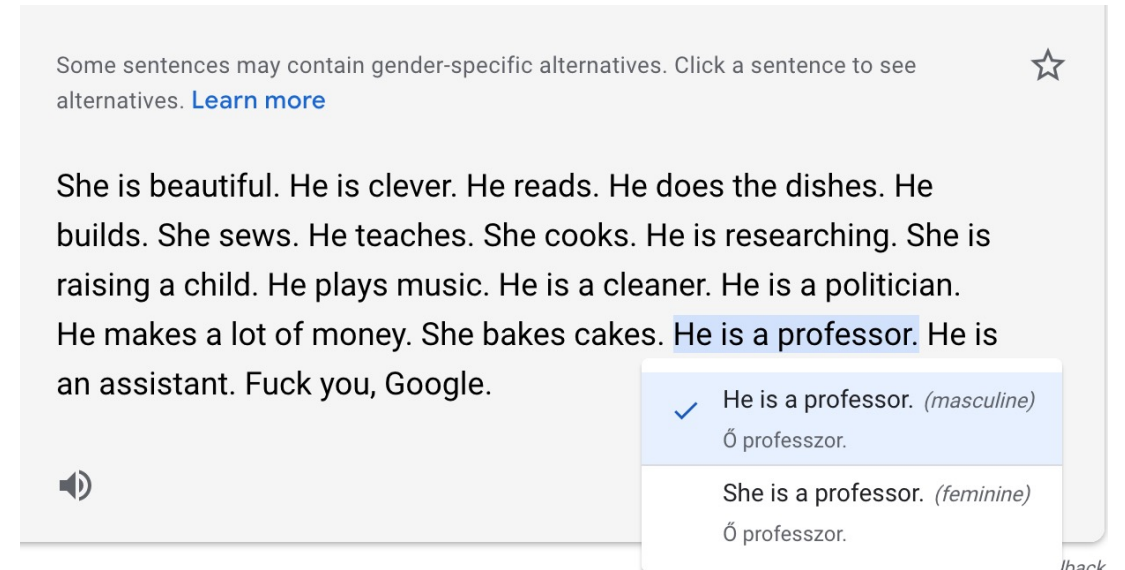 Some sentences may contain gender-specific alternatives. Click a sentence to see
alternatives. Learn more
She is beautiful. He is clever. He reads. He does the dishes. He
builds. She sews. He teaches. She cooks. He is researching. She is
raising a child. He plays music. He is a cleaner. He is a politician.
He makes a lot of money. She bakes cakes. He is a professor. He is
an assistant. Fuck you, Google.
He is a professor. (masculine)
Ő professzor.
She is a professor. (feminine)
Ő professzor.